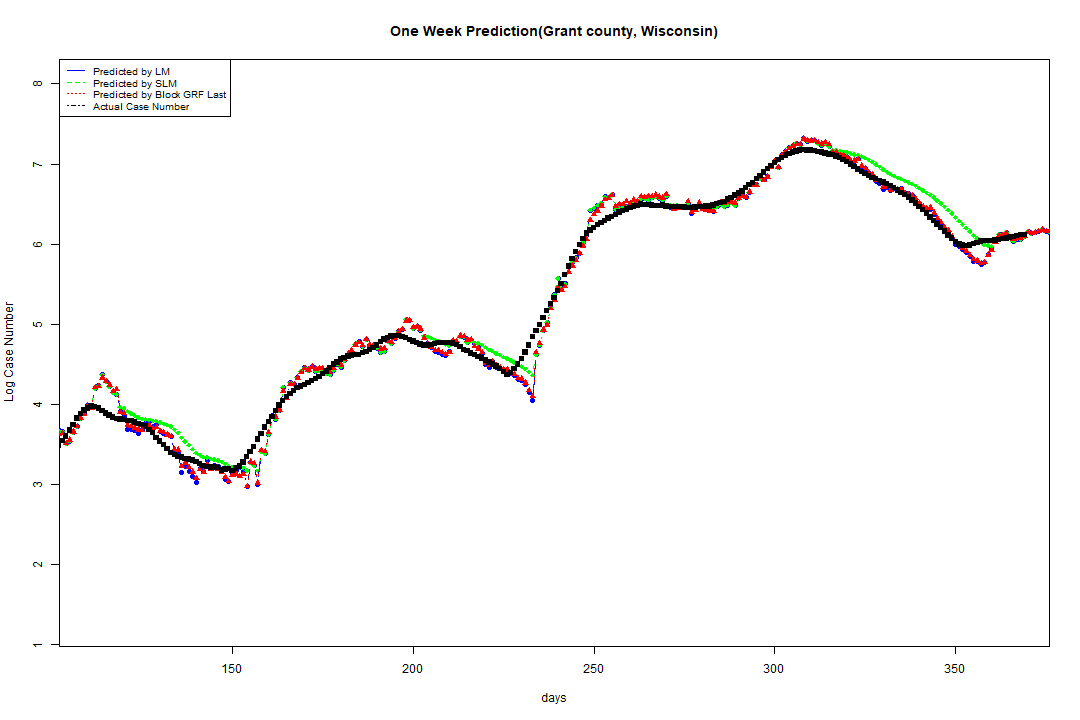 One Week Prediction(Grant county, Wisconsin)
Predicted by LM
Predicted by SLM
Predicted by Block GRF Last
Actual Case Number
8
7
6
5
4
3
2
1
Log Case Number
150 200 250 300 350
days